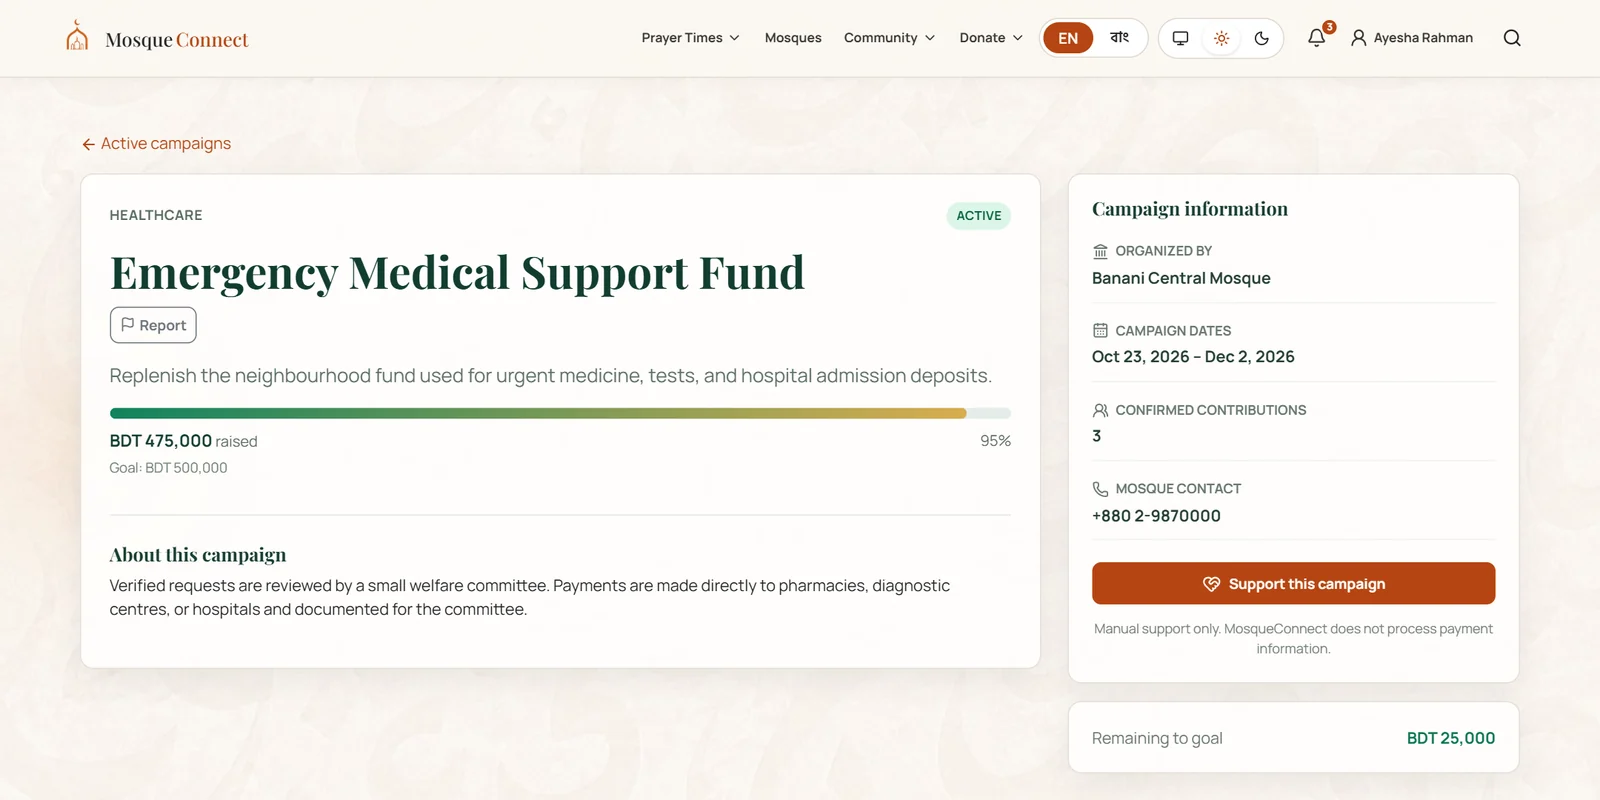 Mosque Connect
Prayer Times
Mosques
Community
Donate
EN
বাং
3
Ayesha Rahman
Active campaigns
HEALTHCARE
ACTIVE
Emergency Medical Support Fund
Report
Replenish the neighbourhood fund used for urgent medicine, tests, and hospital admission deposits.
BDT 475,000 raised
95%
Goal: BDT 500,000
About this campaign
Verified requests are reviewed by a small welfare committee. Payments are made directly to pharmacies, diagnostic
centres, or hospitals and documented for the committee.
Campaign information
ORGANIZED BY
Banani Central Mosque
CAMPAIGN DATES
Oct 23, 2026 – Dec 2, 2026
CONFIRMED CONTRIBUTIONS
3
MOSQUE CONTACT
+880 2-9870000
Support this campaign
Manual support only. MosqueConnect does not process payment
information.
Remaining to goal
BDT 25,000